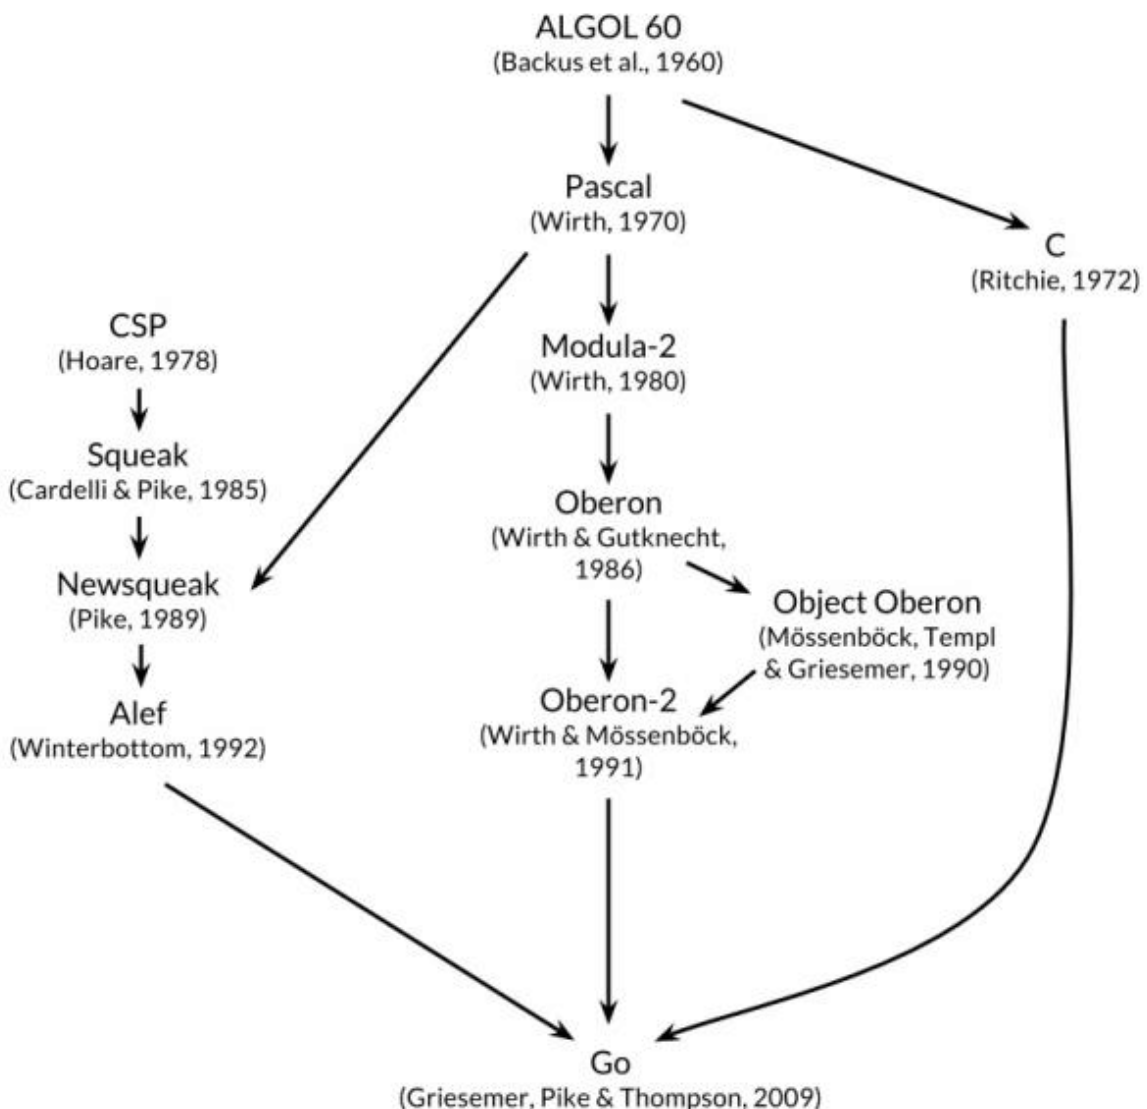 ALGOL 60
(Backus et al., 1960)
Pascal
(Wirth, 1970)
C
(Ritchie, 1972)
CSP
(Hoare, 1978)
Modula-2
(Wirth, 1980)
Squeak
(Cardelli & Pike, 1985)
Oberon
(Wirth & Gutknecht,
1986)
Newsqueak
(Pike, 1989)
Object Oberon
(Mössenböck, Templ
& Griesemer, 1990)
Oberon-2
(Wirth & Mössenböck,
1991)
Alef
(Winterbottom, 1992)
Go
(Griesemer, Pike & Thompson, 2009)